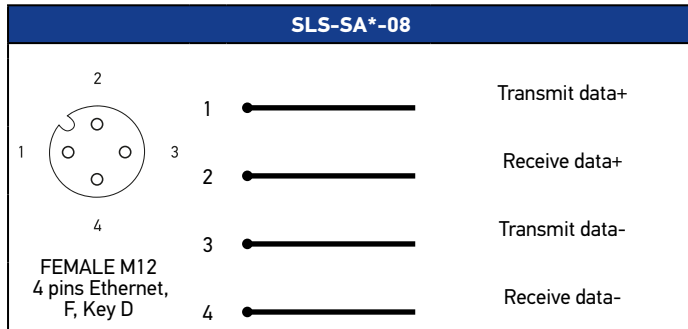 SLS-SA*-08
2
1
3
4
FEMALE M12
4 pins Ethernet,
F, Key D
1 Transmit data+
2 Receive data+
3 Transmit data-
4 Receive data-